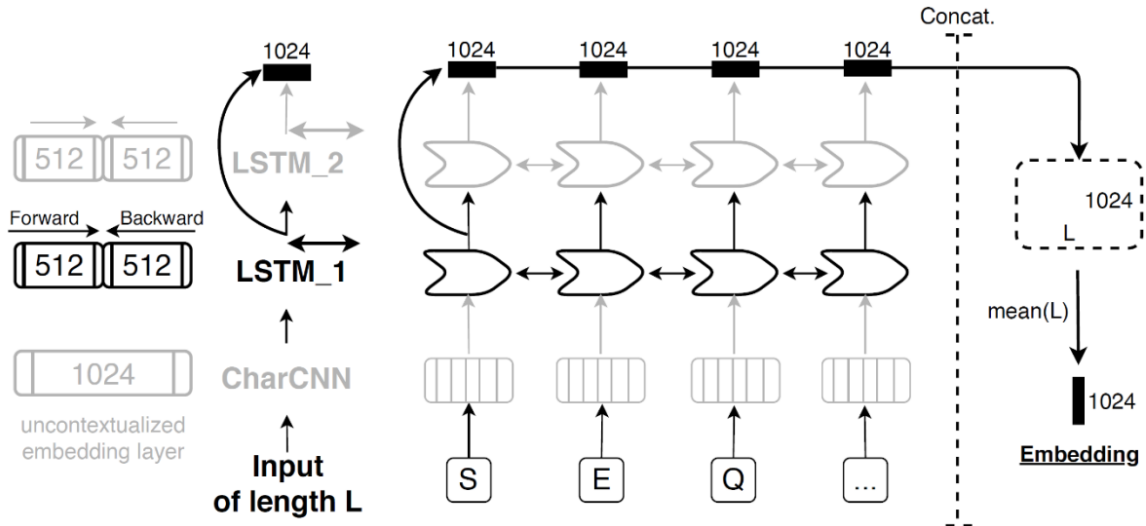 Concat.
1024
1024
1024
1024
1024
512
512
LSTM_2
Forward
Backward
512
512
LSTM_1
1024
L
mean(L)
1024
CharCNN
uncontextualized
embedding layer
1024
Embedding
Input
of length L
S
E
Q
...